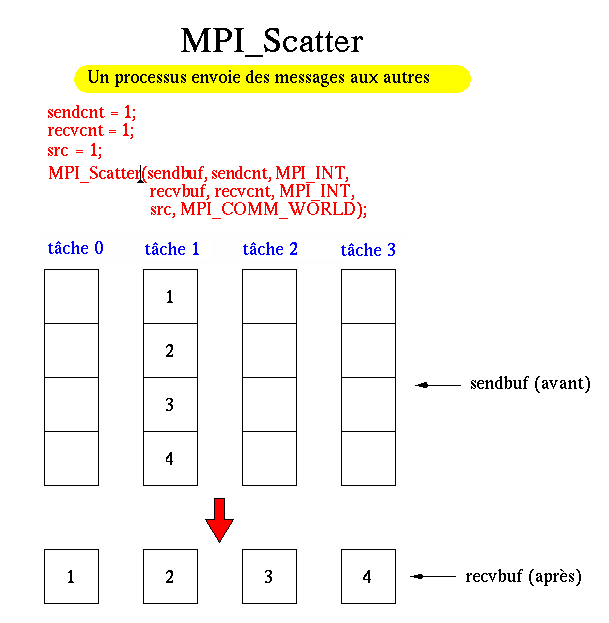 MPI_Scatter
Un processus envoie des messages aux autres
sendcnt = 1;
recvcnt = 1;
src = 1;
MPI_Scatter(sendbuf, sendcnt, MPI_INT,
recvbuf, recvcnt, MPI_INT,
src, MPI_COMM_WORLD);
tâche 0 tâche 1 tâche 2 tâche 3
1
2
3
sendbuf (avant)
4
1 2 3 4
recvbuf (après)